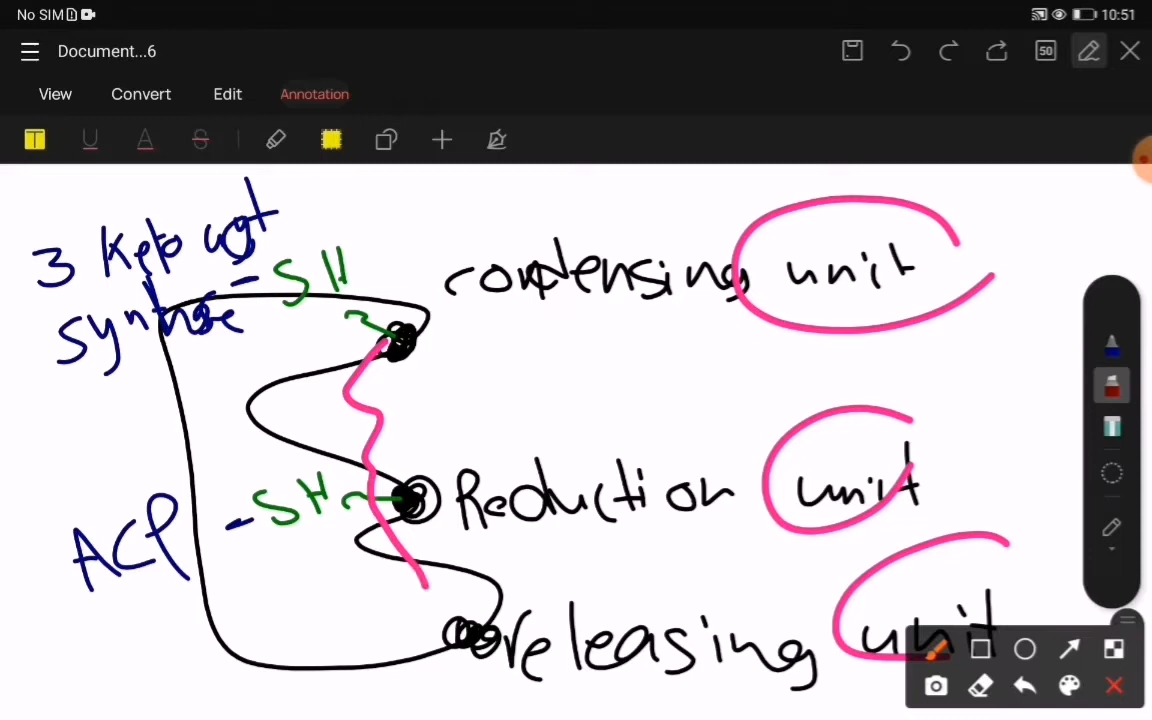 No SIM 10:51
Document...6 50
View Convert Edit Annotation
T U A S
3 Keto
SH condensing unit
ACP - SH Reduction unit
releasing unit